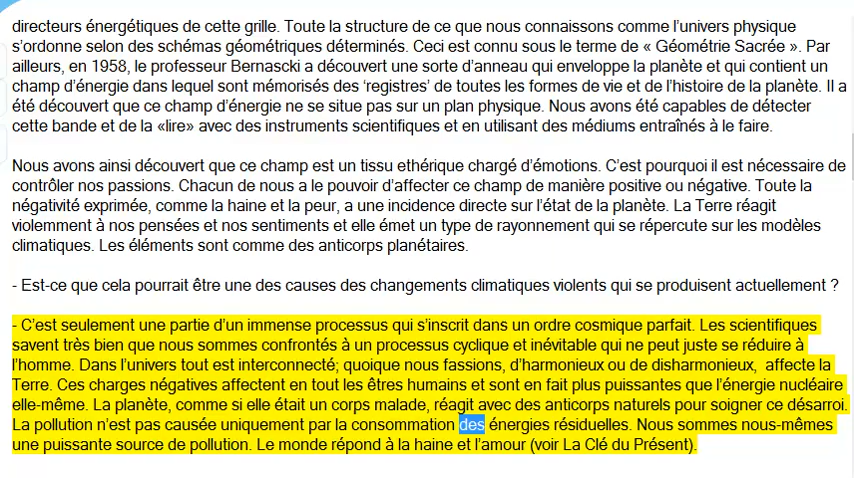 directeurs énergétiques de cette grille. Toute la structure de ce que nous connaissons comme l'univers physique
s'ordonne selon des schémas géométriques déterminés. Ceci est connu sous le terme de « Géométrie Sacrée ». Par
ailleurs, en 1958, le professeur Bernascki a découvert une sorte d'anneau qui enveloppe la planète et qui contient un
champ d'énergie dans lequel sont mémorisés des 'registres' de toutes les formes de vie et de l'histoire de la planète. Il a
été découvert que ce champ d'énergie ne se situe pas sur un plan physique. Nous avons été capables de détecter
cette bande et de la «lire» avec des instruments scientifiques et en utilisant des médiums entraînés à le faire.
Nous avons ainsi découvert que ce champ est un tissu ethérique chargé d'émotions. C'est pourquoi il est nécessaire de
contrôler nos passions. Chacun de nous a le pouvoir d'affecter ce champ de manière positive ou négative. Toute la
négativité exprimée, comme la haine et la peur, a une incidence directe sur l'état de la planète. La Terre réagit
violemment à nos pensées et nos sentiments et elle émet un type de rayonnement qui se répercute sur les modèles
climatiques. Les éléments sont comme des anticorps planétaires.
- Est-ce que cela pourrait être une des causes des changements climatiques violents qui se produisent actuellement ?
- C'est seulement une partie d'un immense processus qui s'inscrit dans un ordre cosmique parfait. Les scientifiques
savent très bien que nous sommes confrontés à un processus cyclique et inévitable qui ne peut juste se réduire à
l'homme. Dans l'univers tout est interconnecté; quoique nous fassions, d'harmonieux ou de disharmonieux, affecte la
Terre. Ces charges négatives affectent en tout les êtres humains et sont en fait plus puissantes que l'énergie nucléaire
elle-même. La planète, comme si elle était un corps malade, réagit avec des anticorps naturels pour soigner ce désarroi.
La pollution n'est pas causée uniquement par la consommation des énergies résiduelles. Nous sommes nous-mêmes
une puissante source de pollution. Le monde répond à la haine et l'amour (voir La Clé du Présent).